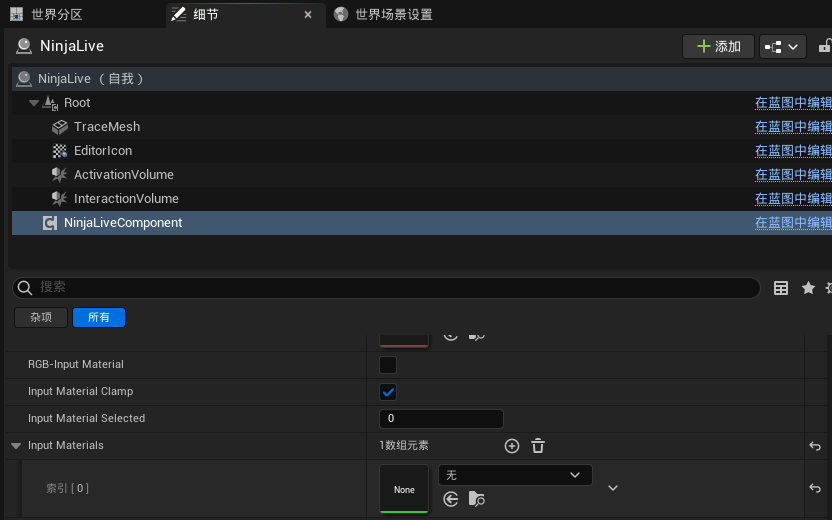 世界分区 细节 世界场景设置
NinjaLive 添加
NinjaLive （自我）
Root 在蓝图中编辑
TraceMesh 在蓝图中编辑
EditorIcon 在蓝图中编辑
ActivationVolume 在蓝图中编辑
InteractionVolume 在蓝图中编辑
NinjaLiveComponent 在蓝图中编辑
搜索
杂项 所有
RGB-Input Material
Input Material Clamp
Input Material Selected 0
Input Materials 1数组元素
索引 [ 0 ] None 无